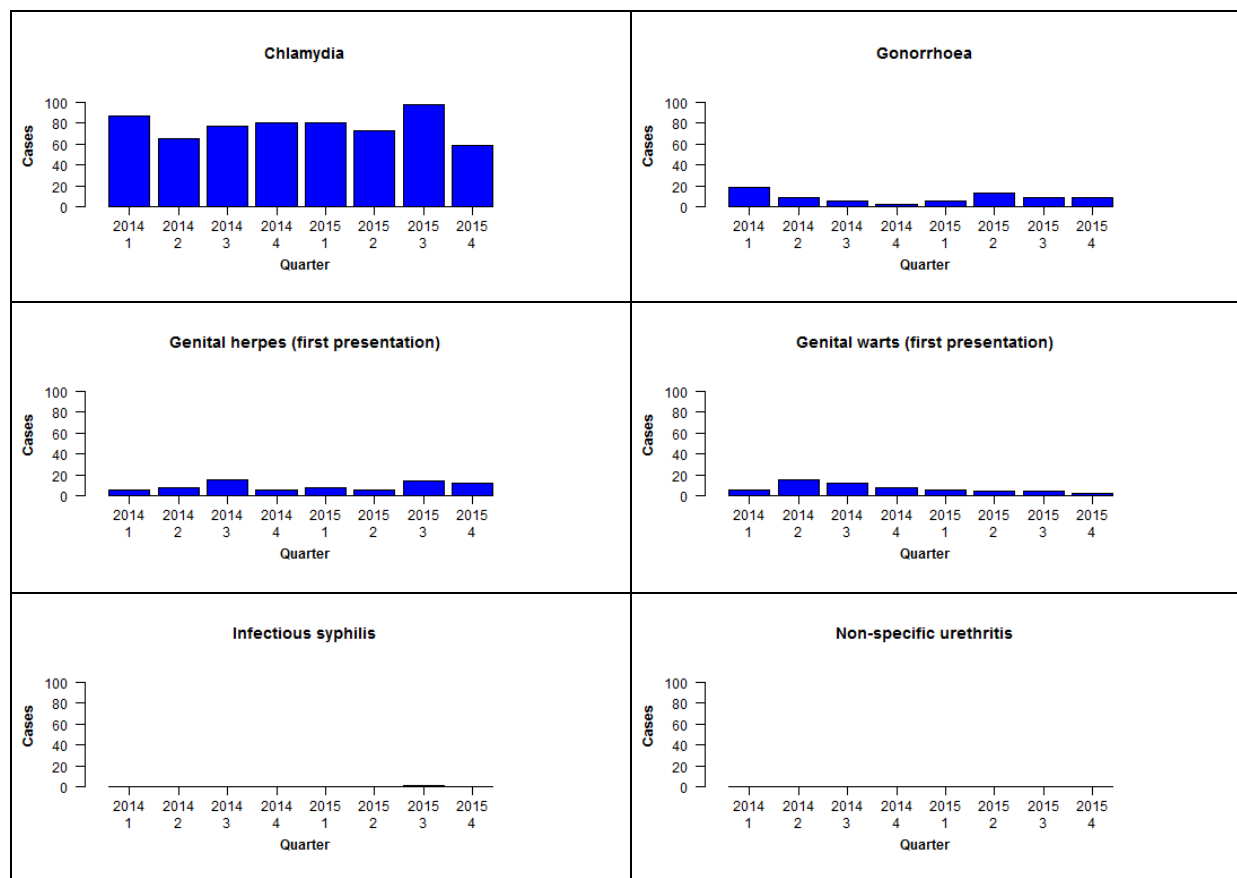 Chlamydia
Cases
100
80
60
40
20
0
2014 2014 2014 2014 2015 2015 2015 2015
1 2 3 4 1 2 3 4
Quarter
Gonorrhoea
Cases
100
80
60
40
20
0
2014 2014 2014 2014 2015 2015 2015 2015
1 2 3 4 1 2 3 4
Quarter
Genital herpes (first presentation)
Cases
100
80
60
40
20
0
2014 2014 2014 2014 2015 2015 2015 2015
1 2 3 4 1 2 3 4
Quarter
Genital warts (first presentation)
Cases
100
80
60
40
20
0
2014 2014 2014 2014 2015 2015 2015 2015
1 2 3 4 1 2 3 4
Quarter
Infectious syphilis
Cases
100
80
60
40
20
0
2014 2014 2014 2014 2015 2015 2015 2015
1 2 3 4 1 2 3 4
Quarter
Non-specific urethritis
Cases
100
80
60
40
20
0
2014 2014 2014 2014 2015 2015 2015 2015
1 2 3 4 1 2 3 4
Quarter